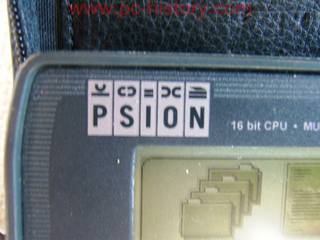 www.pc-history.com
PSION
16 bit CPU • MU